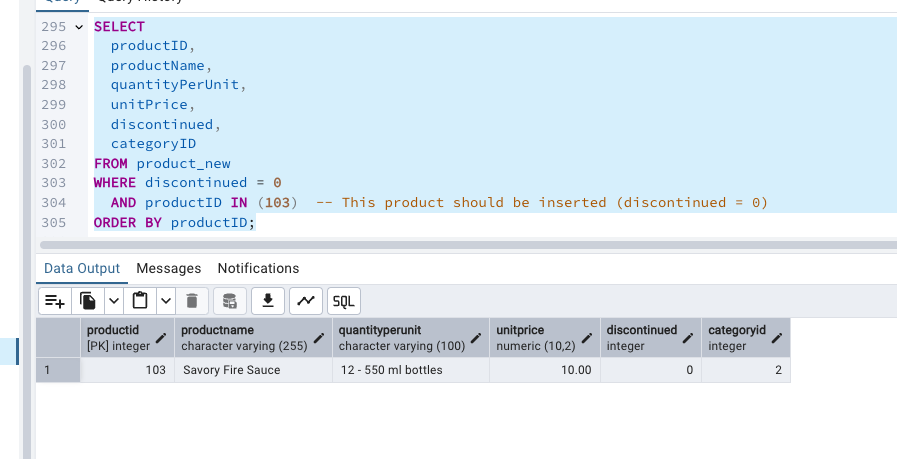 Query Query History
295 SELECT
296 productID,
297 productName,
298 quantityPerUnit,
299 unitPrice,
300 discontinued,
301 categoryID
302 FROM product_new
303 WHERE discontinued = 0
304 AND productID IN (103) -- This product should be inserted (discontinued = 0)
305 ORDER BY productID;
Data Output Messages Notifications
SQL
productid productname quantityperunit unitprice discontinued categoryid
[PK] integer character varying (255) character varying (100) numeric (10,2) integer integer
1 103 Savory Fire Sauce 12 - 550 ml bottles 10.00 0 2